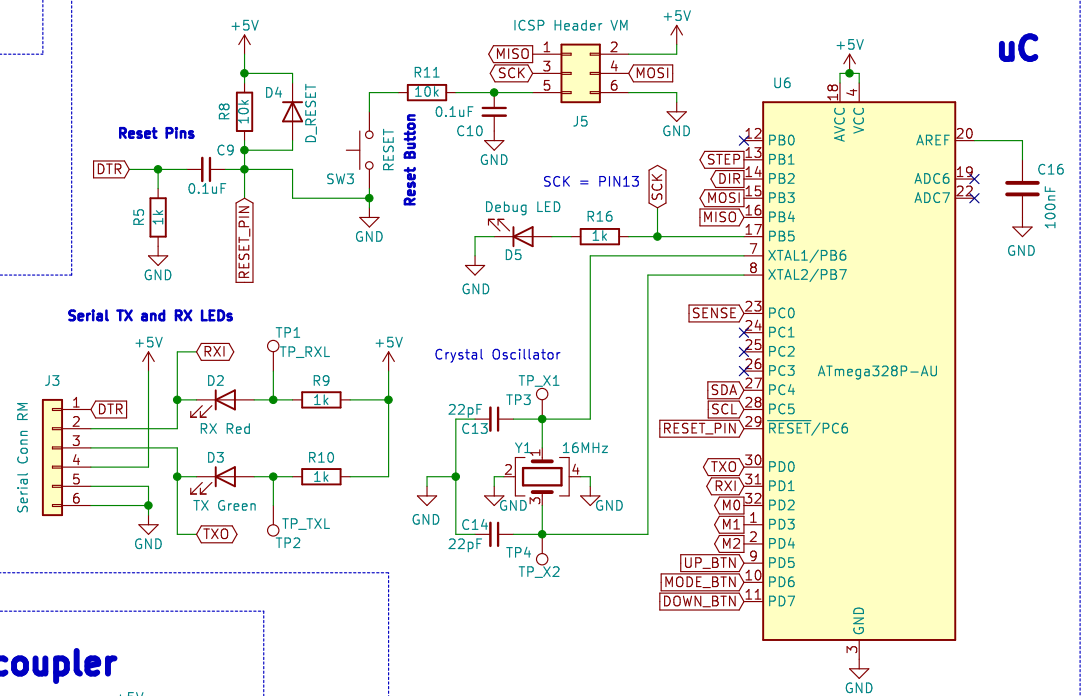 uC
+5V
Reset Pins
R8
10k
D4
D_RESET
DTR
C9
0.1uF
R5
1k
GND
RESET_PIN
R11
10k
SW3
RESET
Reset Button
GND
ICSP Header VM
+5V
MISO 1 2
SCK 3 4 MOSI
5 6
J5
0.1uF
C10
GND
GND
SCK = PIN13
SCK
Debug LED
D5
R16
1k
GND
Serial TX and RX LEDs
+5V
J3
Serial Conn RM
1 DTR
2
3
4
5
6
GND
RXI
D2
RX Red
TP1
TP_RXL
R9
1k
+5V
D3
TX Green
R10
1k
TXO
TP_TXL
TP2
Crystal Oscillator
TP_X1
TP3
22pF
C13
Y1
16MHz
1
2 4
3
GND
GND
GND
C14
22pF
TP4
TP_X2
+5V
U6
18 4
AVCC
VCC
12 PB0
STEP 13 PB1
DIR 14 PB2
MOSI 15 PB3
MISO 16 PB4
17 PB5
7 XTAL1/PB6
8 XTAL2/PB7
SENSE 23 PC0
24 PC1
25 PC2
26 PC3
SDA 27 PC4
SCL 28 PC5
RESET_PIN 29 RESET/PC6
TXO 30 PD0
RXI 31 PD1
M0 32 PD2
M1 1 PD3
M2 2 PD4
UP_BTN 9 PD5
MODE_BTN 10 PD6
DOWN_BTN 11 PD7
ATmega328P-AU
AREF 20
ADC6 19
ADC7 22
C16
100nF
GND
GND
3
GND
coupler
+5V